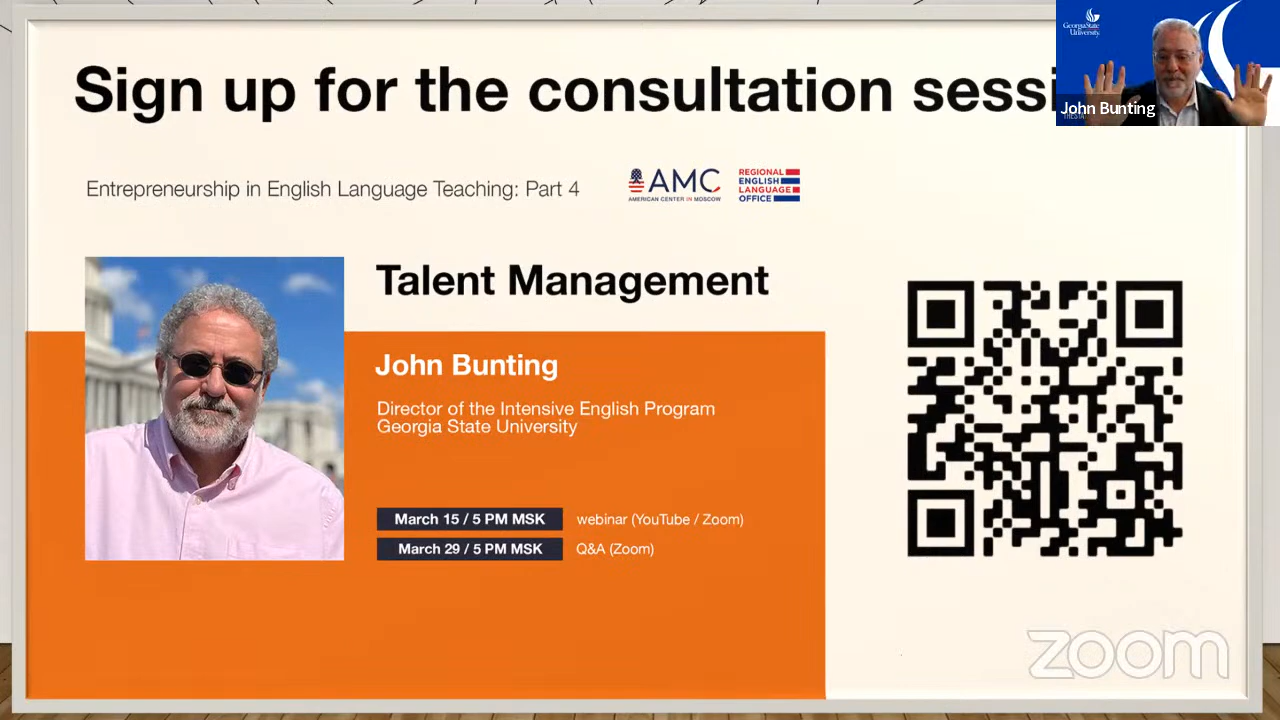 Sign up for the consultation sessi
Georgia State
University
John Bunting
Entrepreneurship in English Language Teaching: Part 4
AMC
AMERICAN CENTER IN MOSCOW
REGIONAL
ENGLISH
LANGUAGE
OFFICE
Talent Management
John Bunting
Director of the Intensive English Program
Georgia State University
March 15 / 5 PM MSK
webinar (YouTube / Zoom)
March 29 / 5 PM MSK
Q&A (Zoom)
zoom